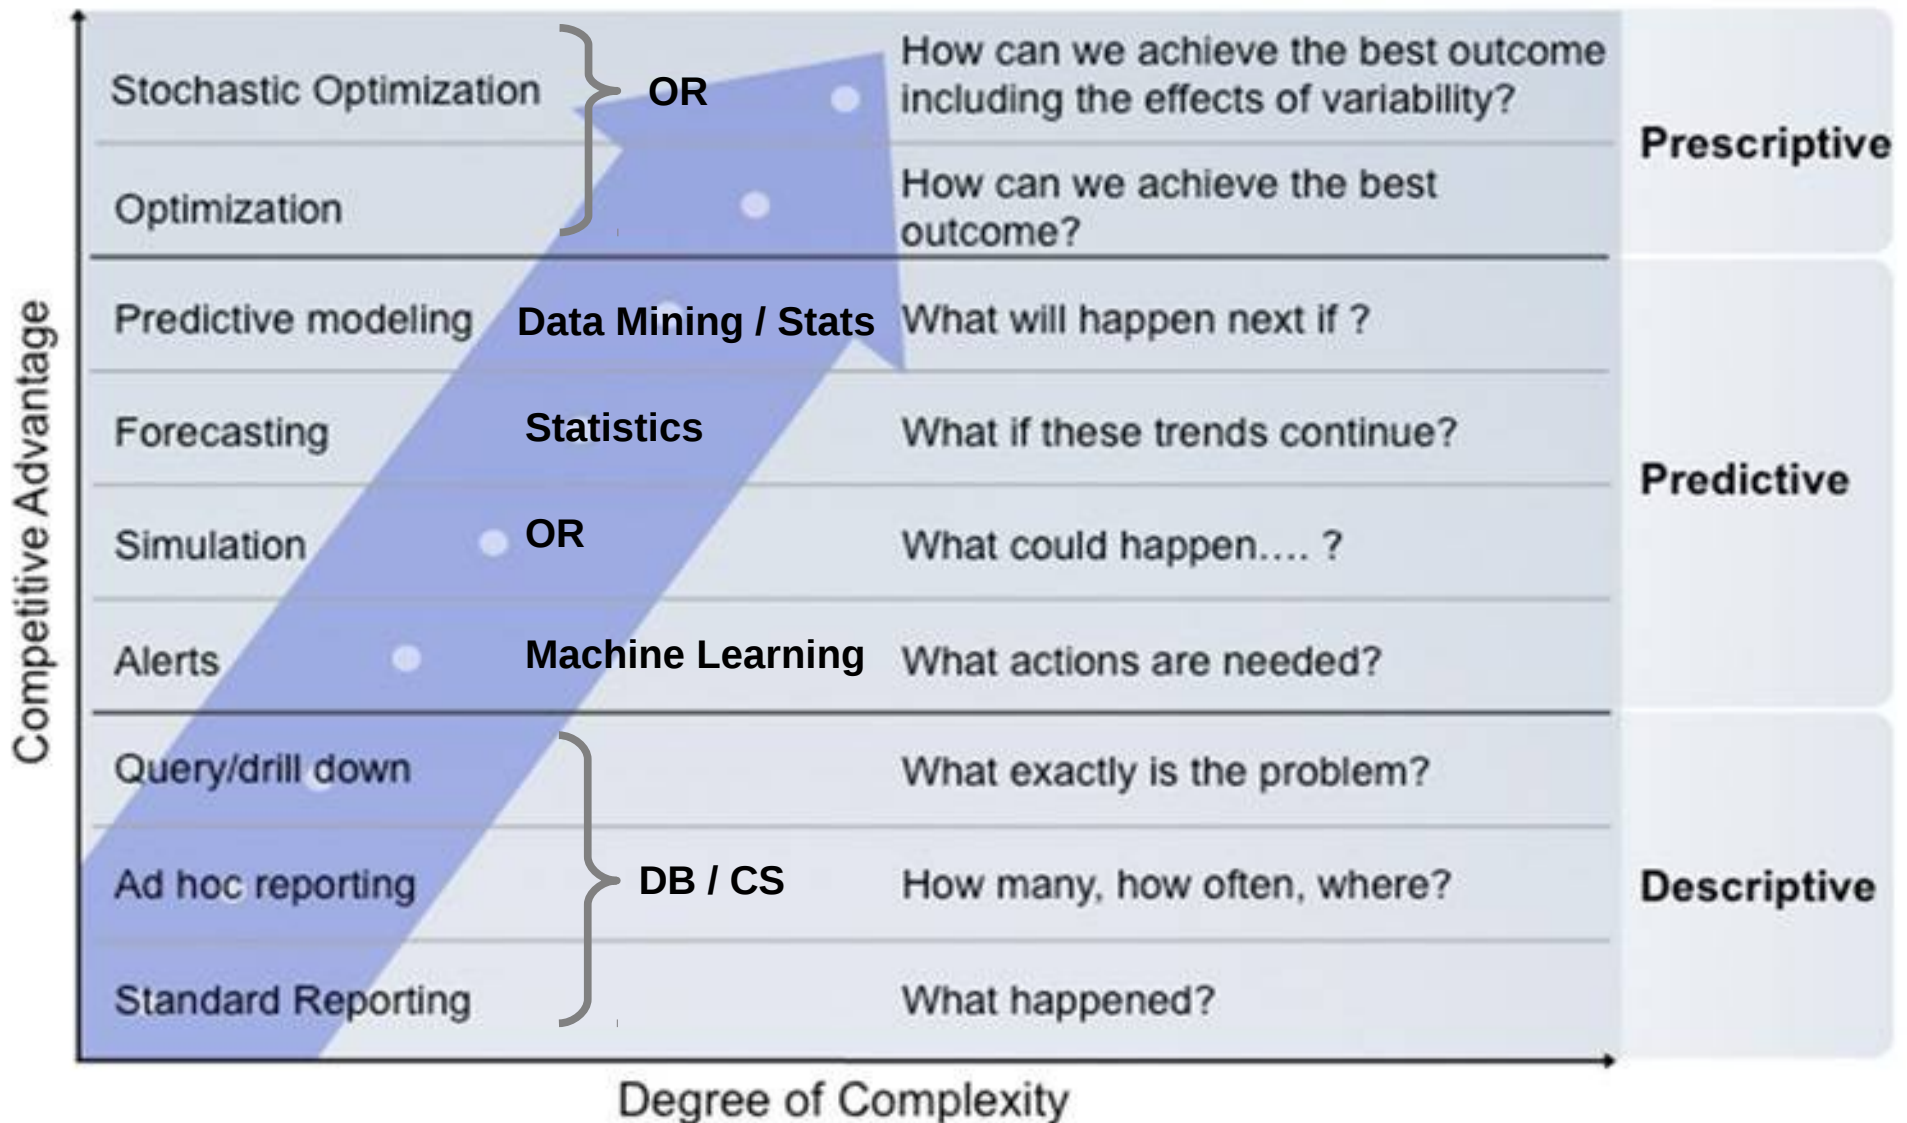 Stochastic Optimization
OR
How can we achieve the best outcome
including the effects of variability?
Prescriptive
Optimization
How can we achieve the best
outcome?
Predictive modeling
Data Mining / Stats
What will happen next if ?
Forecasting
Statistics
What if these trends continue?
Predictive
Simulation
OR
What could happen.... ?
Alerts
Machine Learning
What actions are needed?
Query/drill down
What exactly is the problem?
Ad hoc reporting
DB / CS
How many, how often, where?
Descriptive
Standard Reporting
What happened?
Competitive Advantage
Degree of Complexity